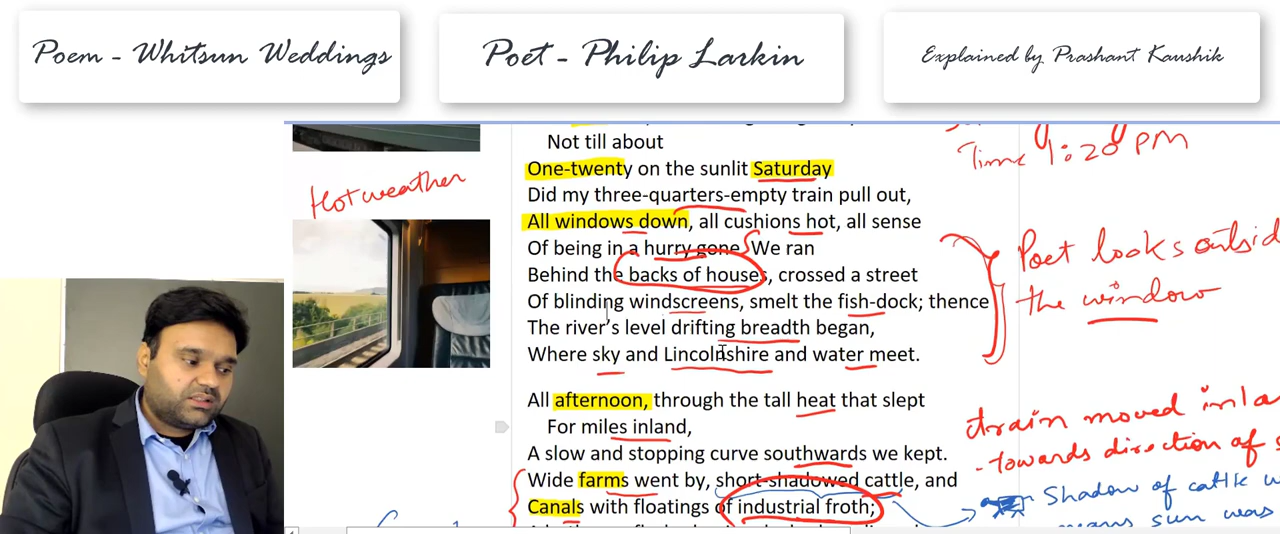 Poem - Whitsun Weddings
Poet - Philip Larkin
Explained by Prashant Kaushik
Not till about
Time 1:20 PM
One-twenty on the sunlit Saturday
Did my three-quarters-empty train pull out,
Hot weather
All windows down, all cushions hot, all sense
Of being in a hurry gone. We ran
Behind the backs of houses, crossed a street
Of blinding windscreens, smelt the fish-dock; thence
The river's level drifting breadth began,
Where sky and Lincolnshire and water meet.
Poet looks outsid
the window
All afternoon, through the tall heat that slept
For miles inland,
A slow and stopping curve southwards we kept.
Wide farms went by, short-shadowed cattle, and
Canals with floatings of industrial froth;
train moved inla
- towards direction of s
Shadow of cattle w
means sun was